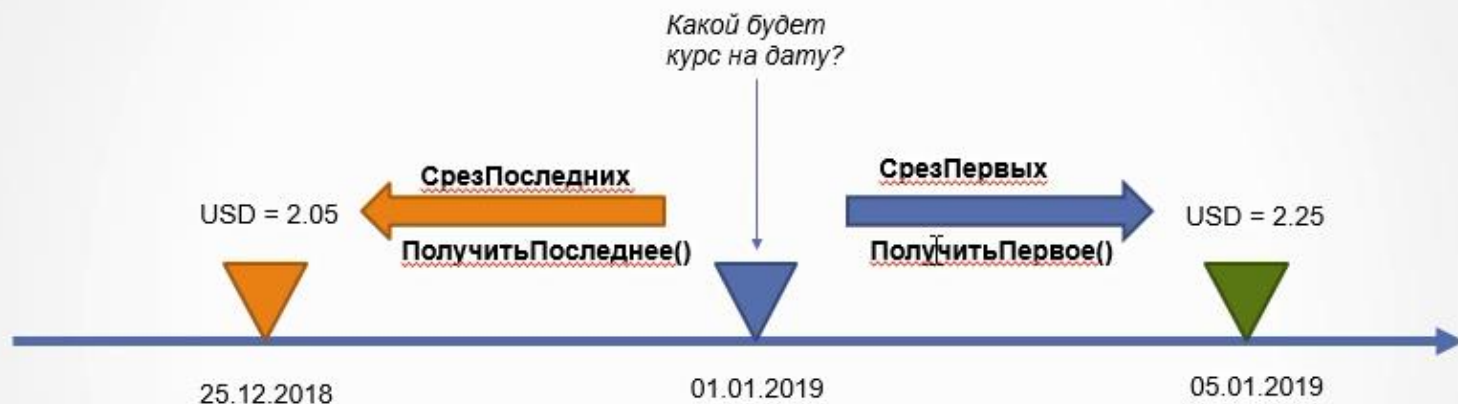 Какой будет
курс на дату?
СрезПоследних
СрезПервых
USD = 2.05
USD = 2.25
ПолучитьПоследнее()
ПолучитьПервое()
25.12.2018
01.01.2019
05.01.2019